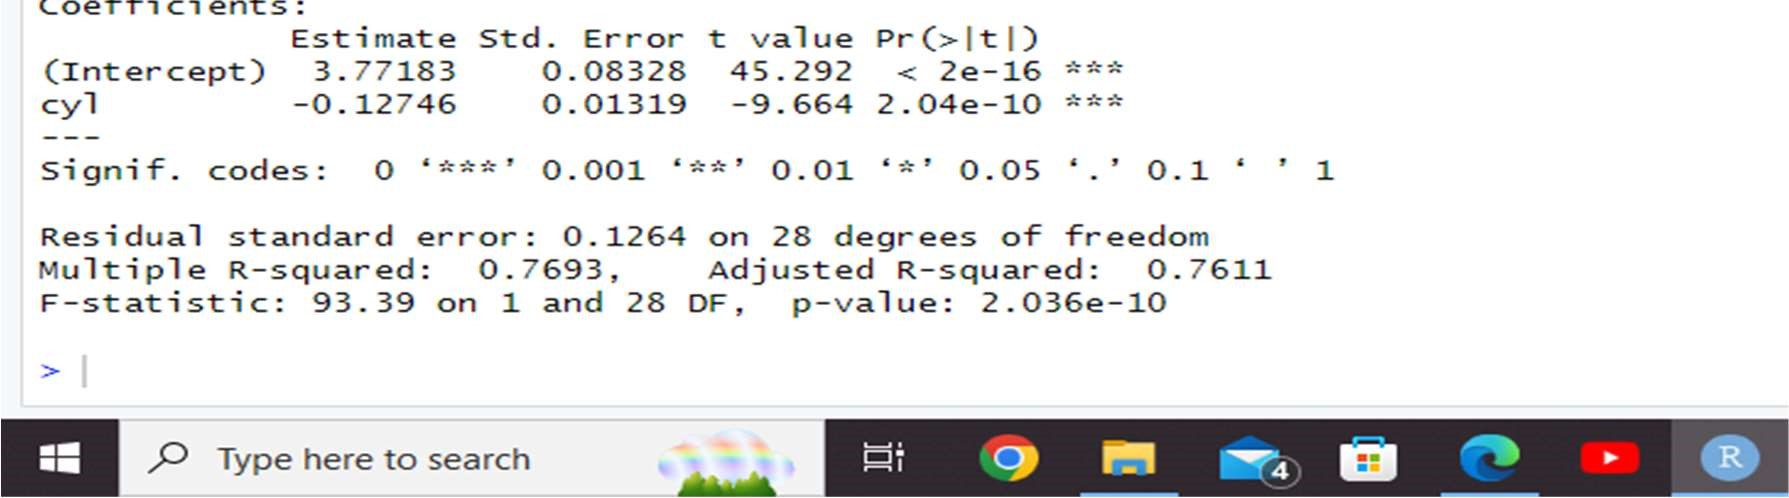 Coefficients:
            Estimate Std. Error t value Pr(>|t|)
(Intercept)  3.77183    0.08328  45.292  < 2e-16 ***
cyl         -0.12746    0.01319  -9.664 2.04e-10 ***
---
Signif. codes:  0 ‘***’ 0.001 ‘**’ 0.01 ‘*’ 0.05 ‘.’ 0.1 ‘ ’ 1
Residual standard error: 0.1264 on 28 degrees of freedom
Multiple R-squared:  0.7693,    Adjusted R-squared:  0.7611
F-statistic: 93.39 on 1 and 28 DF,  p-value: 2.036e-10
>
Type here to search
4
R